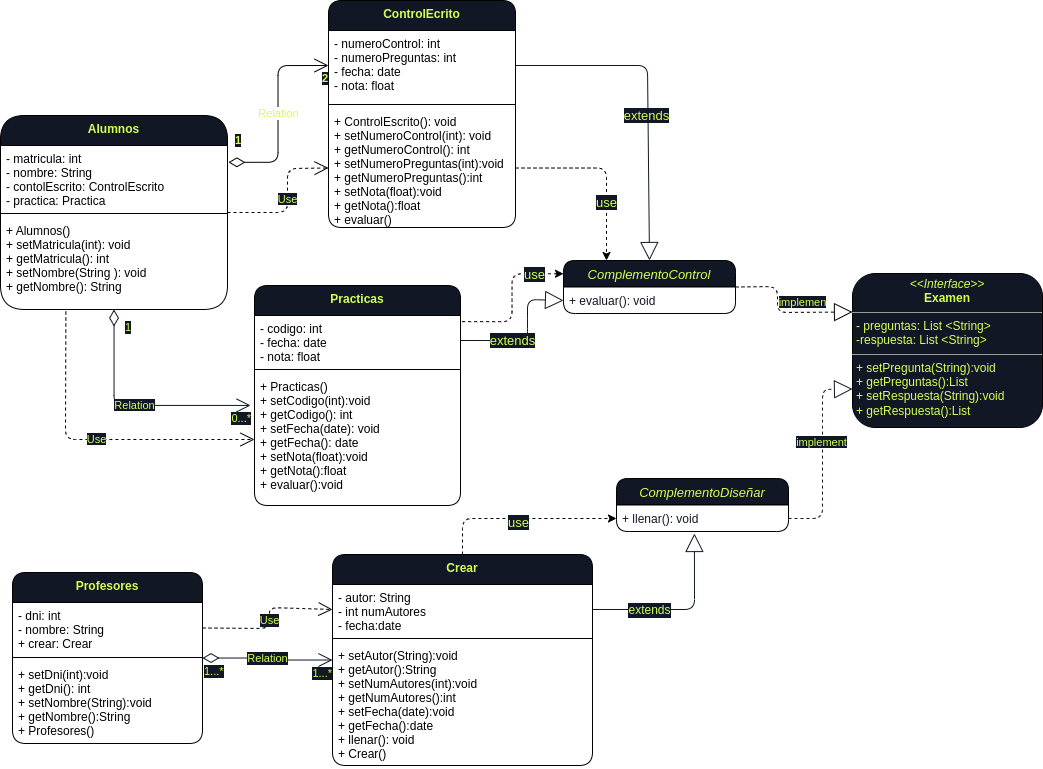 ControlEcrito
- numeroControl: int
- numeroPreguntas: int
- fecha: date
- nota: float
+ ControlEscrito(): void
+ setNumeroControl(int): void
+ getNumeroControl(): int
+ setNumeroPreguntas(int):void
+ getNumeroPreguntas():int
+ setNota(float):void
+ getNota():float
+ evaluar()
2
Relation
1
Use
extends
use
Alumnos
- matricula: int
- nombre: String
- contolEscrito: ControlEscrito
- practica: Practica
+ Alumnos()
+ setMatricula(int): void
+ getMatricula(): int
+ setNombre(String ): void
+ getNombre(): String
1
Relation
0...*
Use
Practicas
- codigo: int
- fecha: date
- nota: float
+ Practicas()
+ setCodigo(int):void
+ getCodigo(): int
+ setFecha(date): void
+ getFecha(): date
+ setNota(float):void
+ getNota():float
+ evaluar():void
use
extends
ComplementoControl
+ evaluar(): void
implemen
<<Interface>>
Examen
- preguntas: List <String>
-respuesta: List <String>
+ setPregunta(String):void
+ getPreguntas():List
+ setRespuesta(String):void
+ getRespuesta():List
implement
ComplementoDiseñar
+ llenar(): void
use
extends
Profesores
- dni: int
- nombre: String
+ crear: Crear
+ setDni(int):void
+ getDni(): int
+ setNombre(String):void
+ getNombre():String
+ Profesores()
Use
Relation
1...*
1...*
Crear
- autor: String
- int numAutores
- fecha:date
+ setAutor(String):void
+ getAutor():String
+ setNumAutores(int):void
+ getNumAutores():int
+ setFecha(date):void
+ getFecha():date
+ llenar(): void
+ Crear()